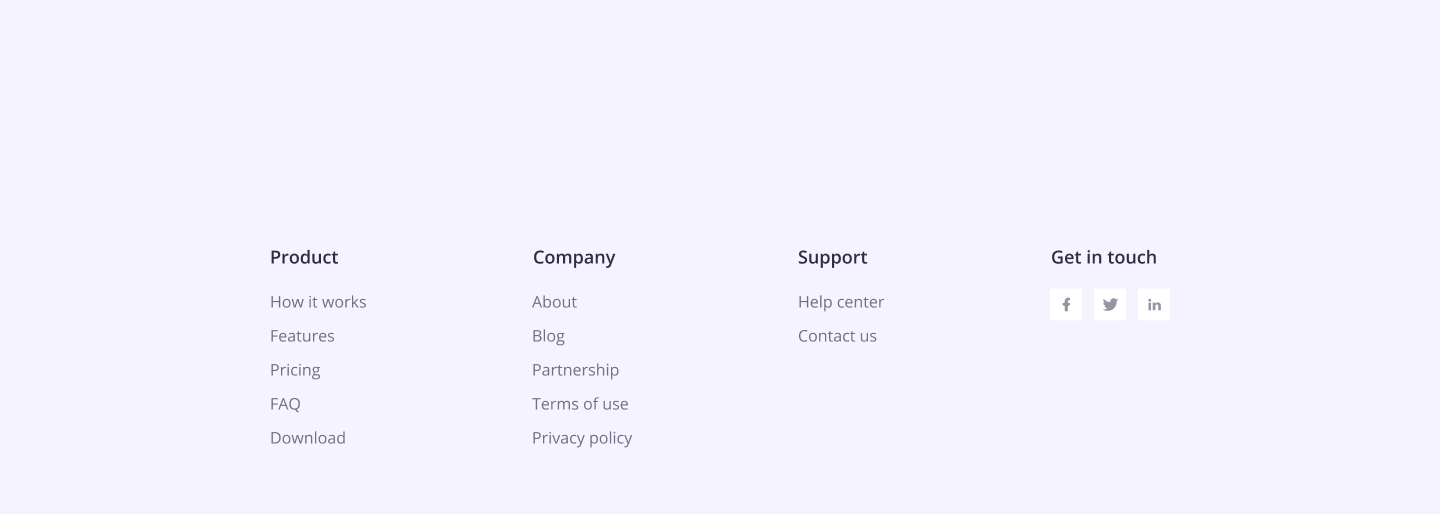 Product
How it works
Features
Pricing
FAQ
Download
Company
About
Blog
Partnership
Terms of use
Privacy policy
Support
Help center
Contact us
Get in touch